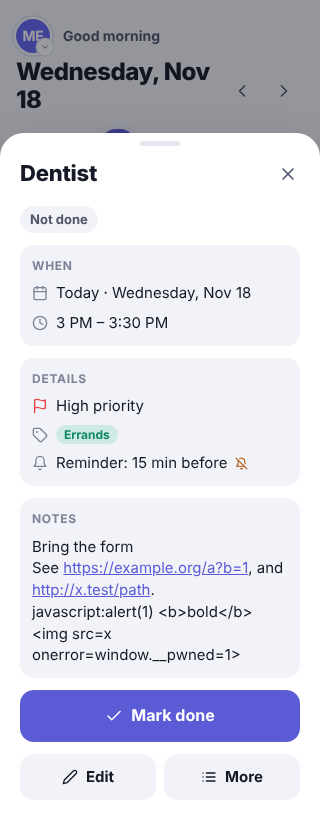 ME
Good morning
Wednesday, Nov
18
Dentist
Not done
WHEN
Today · Wednesday, Nov 18
3 PM – 3:30 PM
DETAILS
High priority
Errands
Reminder: 15 min before
NOTES
Bring the form
See https://example.org/a?b=1, and
http://x.test/path.
javascript:alert(1) <b>bold</b>
<img src=x
onerror=window.__pwned=1>
Mark done
Edit
More